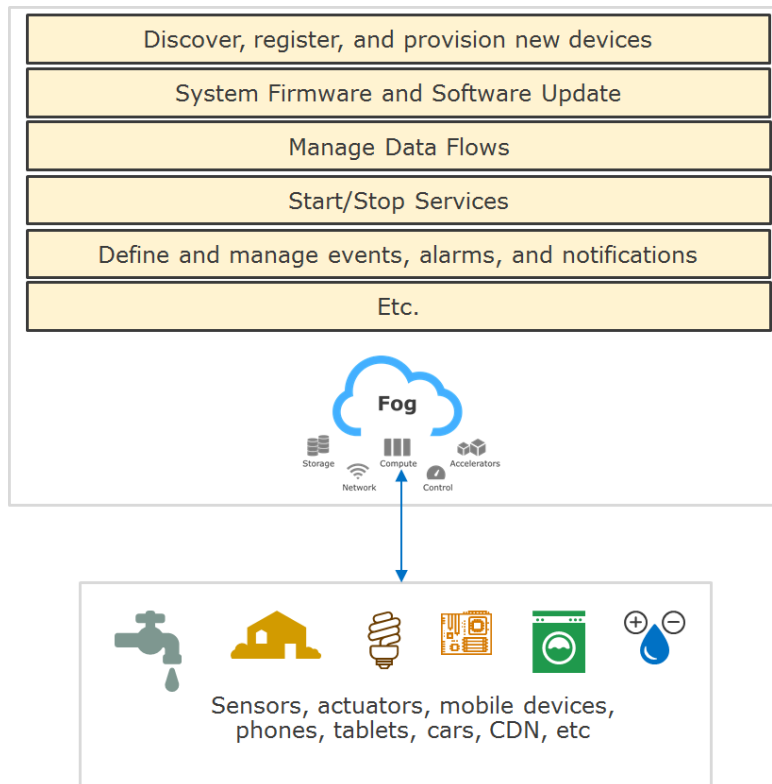 Discover, register, and provision new devices
System Firmware and Software Update
Manage Data Flows
Start/Stop Services
Define and manage events, alarms, and notifications
Etc.
Fog
Storage
Compute
Accelerators
Network
Control
Sensors, actuators, mobile devices,
phones, tablets, cars, CDN, etc